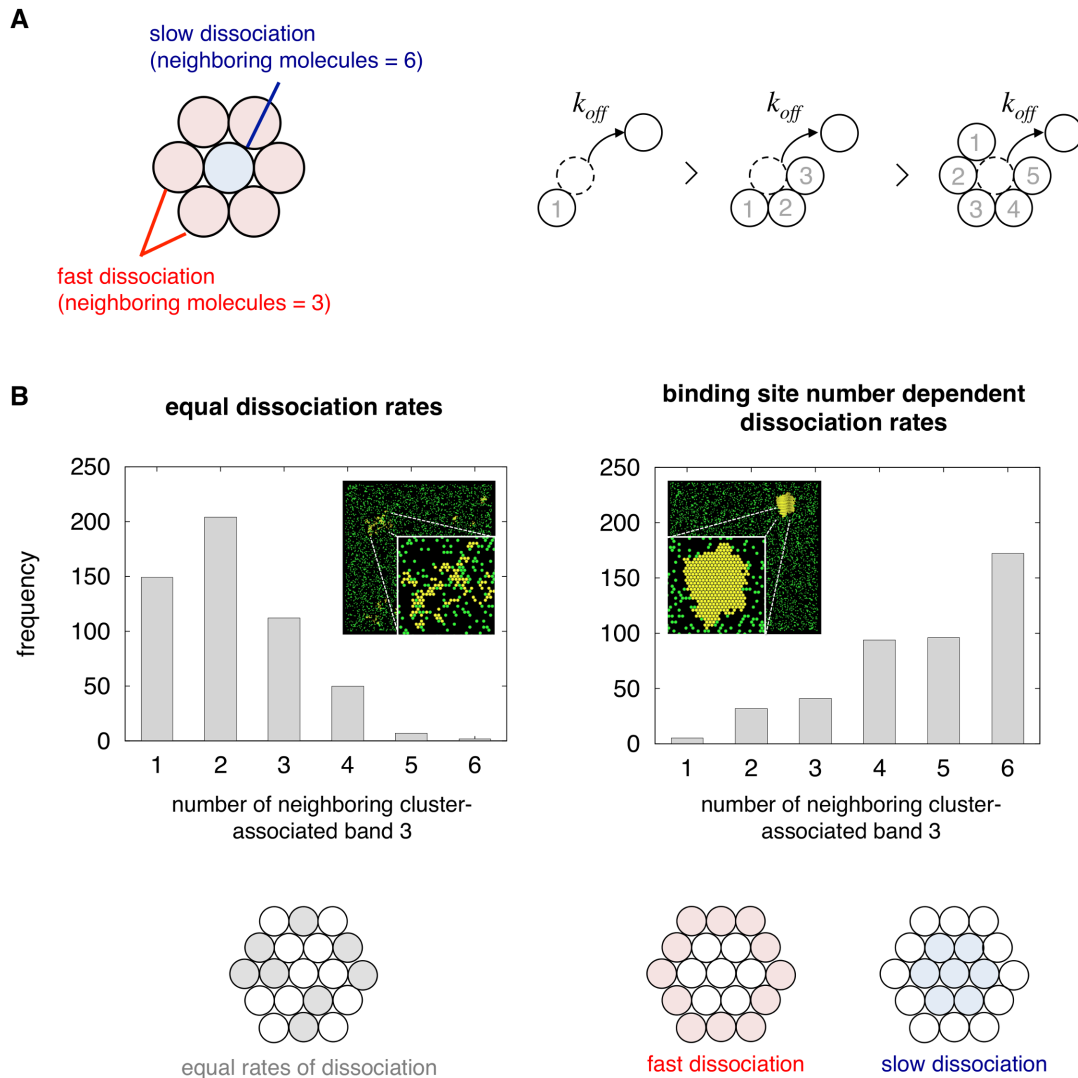 A
slow dissociation
(neighboring molecules = 6)
fast dissociation
(neighboring molecules = 3)
k_off
1
>
k_off
1 2 3
>
k_off
1 2 3 4 5
B
equal dissociation rates
250
200
150
100
50
0
frequency
1 2 3 4 5 6
number of neighboring cluster-
associated band 3
equal rates of dissociation
binding site number dependent
dissociation rates
250
200
150
100
50
0
1 2 3 4 5 6
number of neighboring cluster-
associated band 3
fast dissociation
slow dissociation